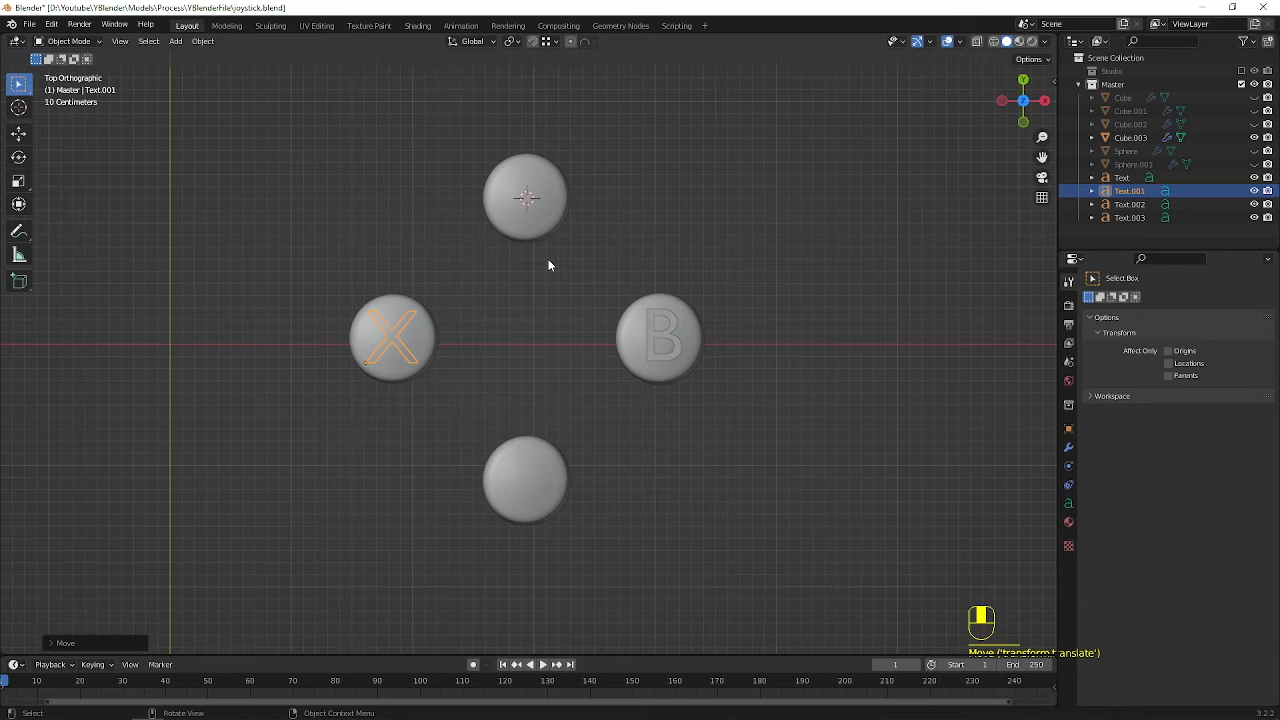 Blender* [D:\Youtube\YBlender\Models\Process\YBlenderFile\joystick.blend]
File Edit Render Window Help Layout Modeling Sculpting UV Editing Texture Paint Shading Animation Rendering Compositing Geometry Nodes Scripting + Scene ViewLayer
Object Mode View Select Add Object Global
Options
Top Orthographic
(1) Master | Text.001
10 Centimeters
Y
Z
X
X
B
Move
Move ('transform.translate')
Scene Collection
Studio
Master
Cube
Cube.001
Cube.002
Cube.003
Sphere
Sphere.001
Text
Text.001
Text.002
Text.003
Select Box
Options
Transform
Affect Only Origins
Locations
Parents
Workspace
Playback Keying View Marker 1 Start 1 End 250
10 20 30 40 50 60 70 80 90 100 110 120 130 140 150 160 170 180 190 200 210 220 230 240
Select Rotate View Object Context Menu 3.2.2